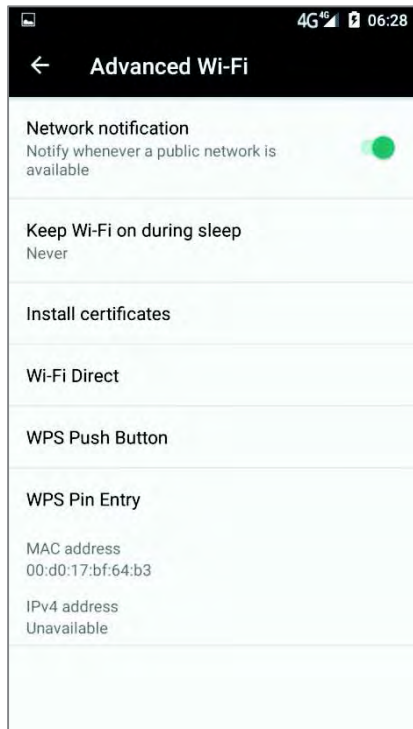 4G 4G 06:28
Advanced Wi-Fi
Network notification
Notify whenever a public network is
available
Keep Wi-Fi on during sleep
Never
Install certificates
Wi-Fi Direct
WPS Push Button
WPS Pin Entry
MAC address
00:d0:17:bf:64:b3
IPv4 address
Unavailable